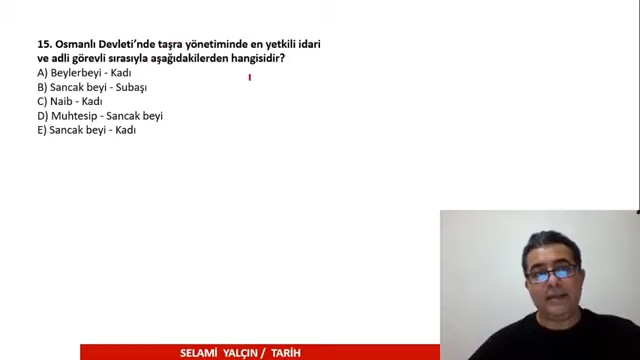 15. Osmanlı Devleti'nde taşra yönetiminde en yetkili idari
ve adli görevli sırasıyla aşağıdakilerden hangisidir?
A) Beylerbeyi - Kadı
B) Sancak beyi - Subaşı
C) Naib - Kadı
D) Muhtesip - Sancak beyi
E) Sancak beyi - Kadı
SELAMİ YALÇIN / TARİH